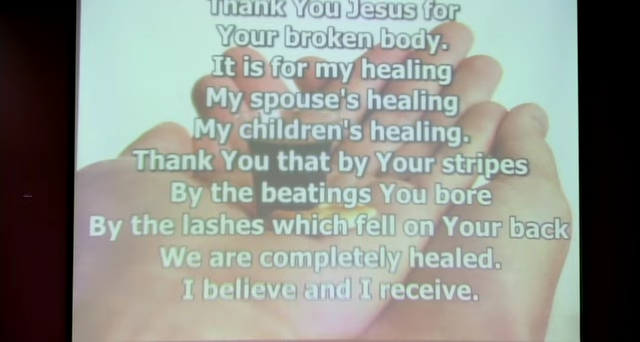 Thank You Jesus for
Your broken body.
It is for my healing
My spouse's healing
My children's healing.
Thank You that by Your stripes
By the beatings You bore
By the lashes which fell on Your back
We are completely healed.
I believe and I receive.